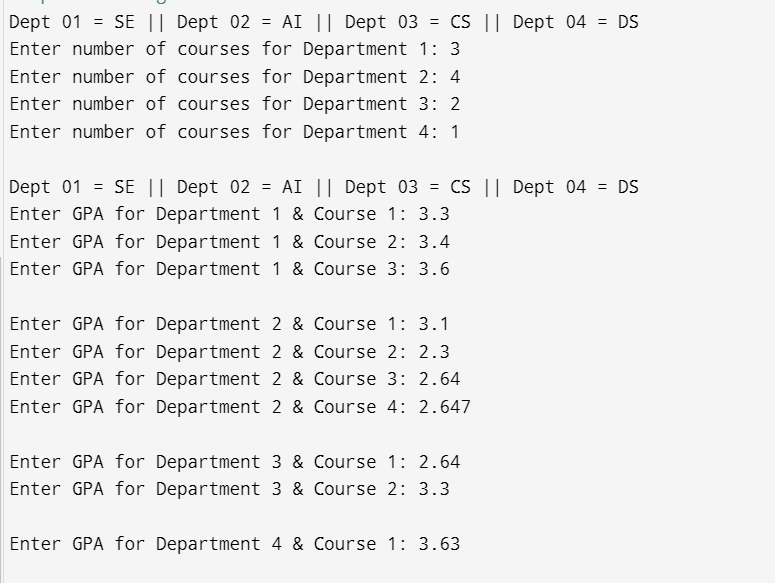 Dept 01 = SE || Dept 02 = AI || Dept 03 = CS || Dept 04 = DS
Enter number of courses for Department 1: 3
Enter number of courses for Department 2: 4
Enter number of courses for Department 3: 2
Enter number of courses for Department 4: 1
Dept 01 = SE || Dept 02 = AI || Dept 03 = CS || Dept 04 = DS
Enter GPA for Department 1 & Course 1: 3.3
Enter GPA for Department 1 & Course 2: 3.4
Enter GPA for Department 1 & Course 3: 3.6
Enter GPA for Department 2 & Course 1: 3.1
Enter GPA for Department 2 & Course 2: 2.3
Enter GPA for Department 2 & Course 3: 2.64
Enter GPA for Department 2 & Course 4: 2.647
Enter GPA for Department 3 & Course 1: 2.64
Enter GPA for Department 3 & Course 2: 3.3
Enter GPA for Department 4 & Course 1: 3.63